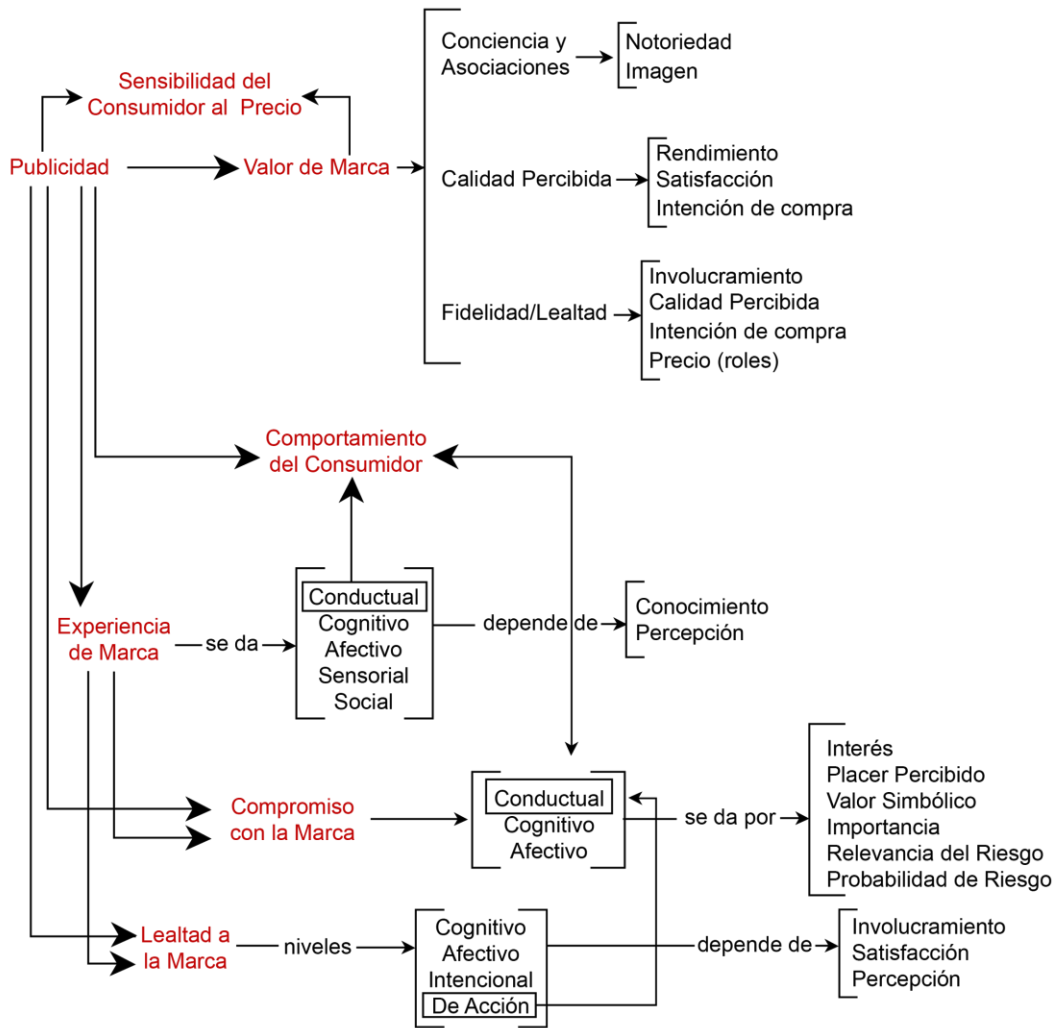 Conciencia y
Asociaciones
Notoriedad
Imagen
Sensibilidad del
Consumidor al Precio
Publicidad
Valor de Marca
Calidad Percibida
Rendimiento
Satisfacción
Intención de compra
Fidelidad/Lealtad
Involucramiento
Calidad Percibida
Intención de compra
Precio (roles)
Comportamiento
del Consumidor
Experiencia
de Marca
se da
Conductual
Cognitivo
Afectivo
Sensorial
Social
depende de
Conocimiento
Percepción
Compromiso
con la Marca
Conductual
Cognitivo
Afectivo
se da por
Interés
Placer Percibido
Valor Simbólico
Importancia
Relevancia del Riesgo
Probabilidad de Riesgo
Lealtad a
la Marca
niveles
Cognitivo
Afectivo
Intencional
De Acción
depende de
Involucramiento
Satisfacción
Percepción